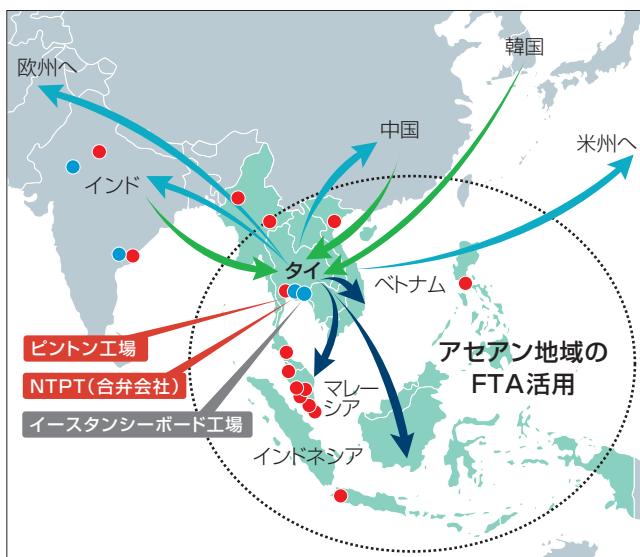 韓国
欧州へ
中国
米州へ
インド
タイ
ベトナム
ピントン工場
NTPT（合弁会社）
イースタンシーボード工場
アセアン地域の
FTA活用
マレー
シア
インドネシア